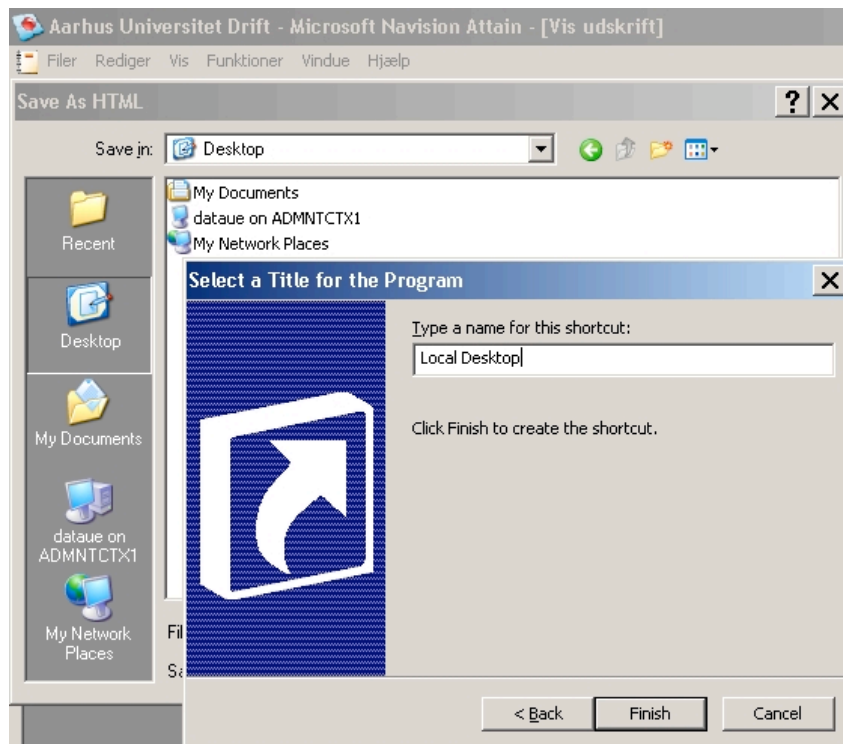 Aarhus Universitet Drift - Microsoft Navision Attain - [Vis udskrift]
Filer Rediger Vis Funktioner Vindue Hjælp
Save As HTML
Save in: Desktop
Recent
Desktop
My Documents
dataue on
ADMNTCTX1
My Network
Places
My Documents
dataue on ADMNTCTX1
My Network Places
Select a Title for the Program
Type a name for this shortcut:
Local Desktop
Click Finish to create the shortcut.
< Back Finish Cancel